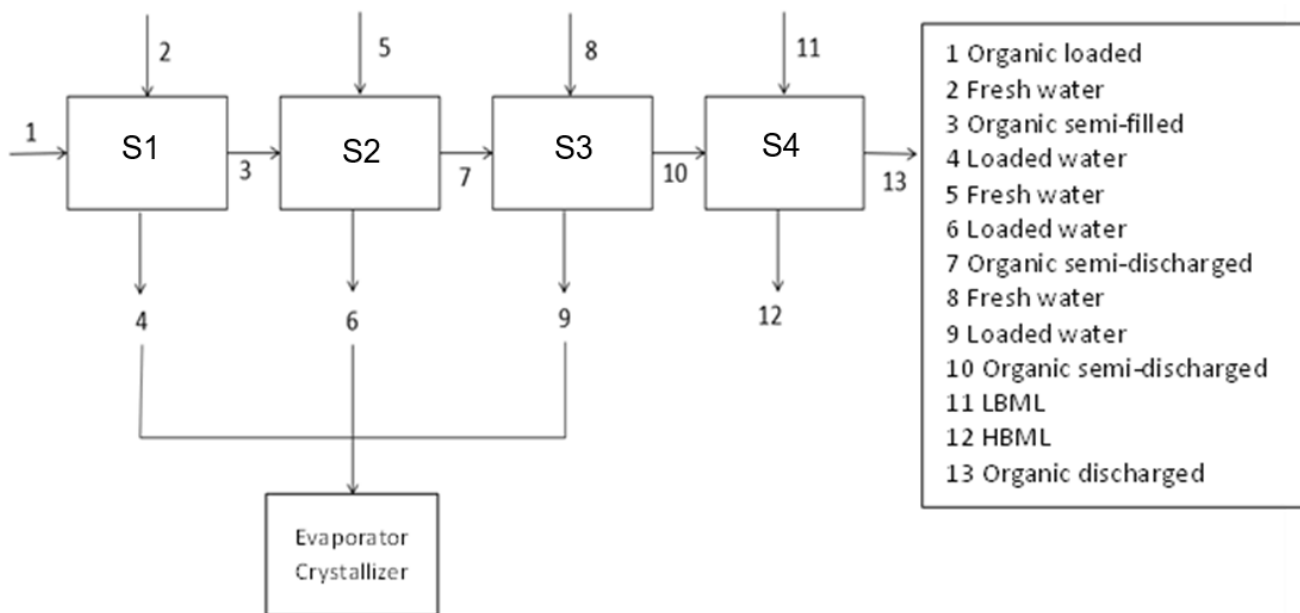 2
5
8
11
1
S1
S2
S3
S4
3
7
10
13
4
6
9
12
Evaporator
Crystallizer
1 Organic loaded
2 Fresh water
3 Organic semi-filled
4 Loaded water
5 Fresh water
6 Loaded water
7 Organic semi-discharged
8 Fresh water
9 Loaded water
10 Organic semi-discharged
11 LBML
12 HBML
13 Organic discharged